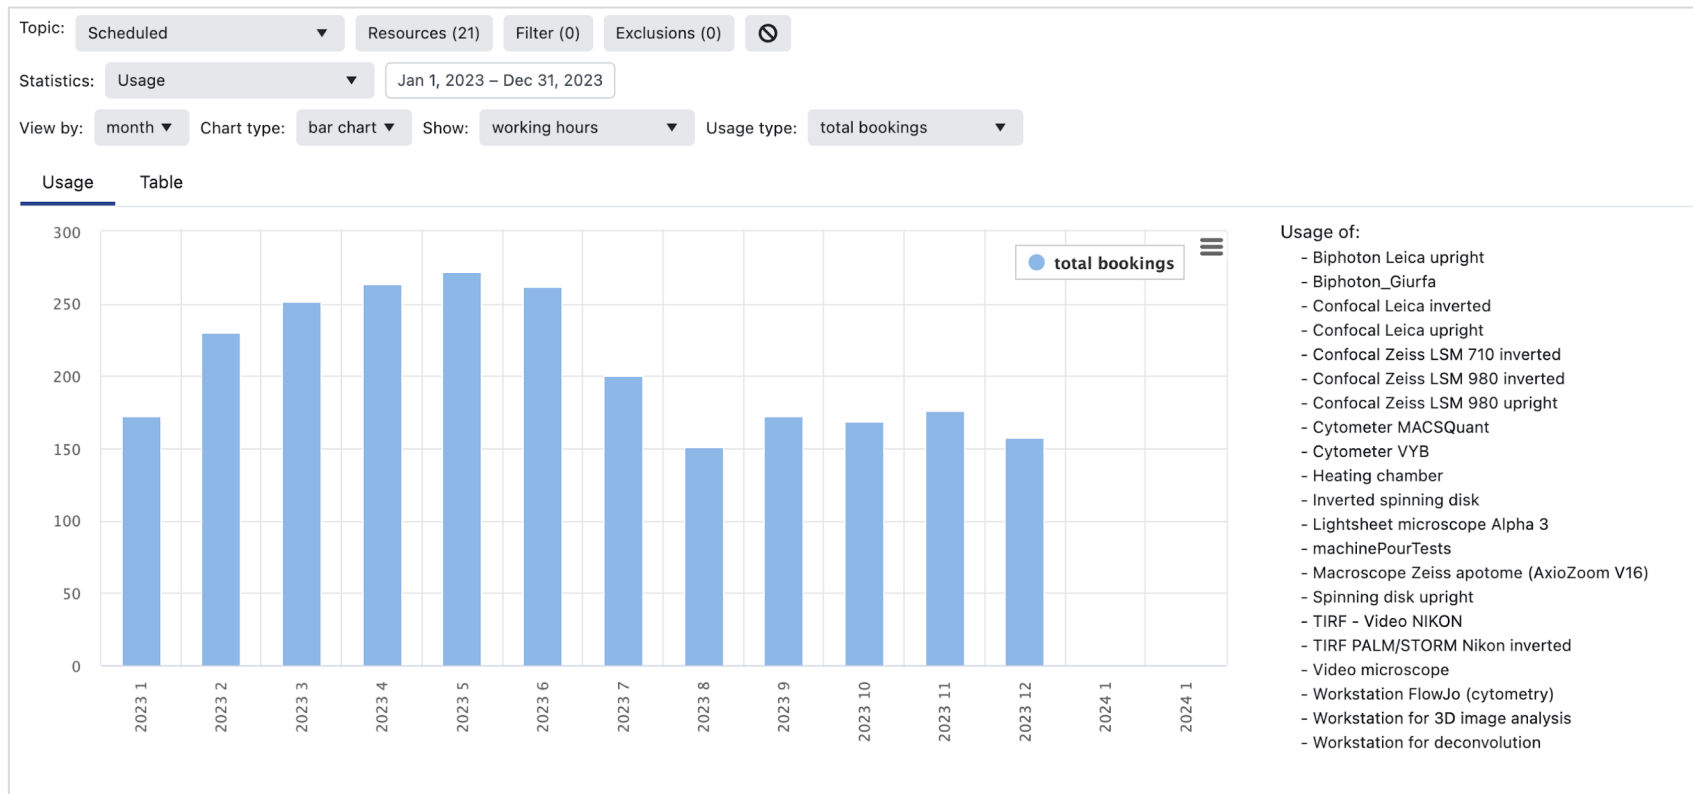 Topic: Scheduled Resources (21) Filter (0) Exclusions (0)
Statistics: Usage Jan 1, 2023 – Dec 31, 2023
View by: month Chart type: bar chart Show: working hours Usage type: total bookings
Usage Table
300
250
200
150
100
50
0
total bookings
2023 1
2023 2
2023 3
2023 4
2023 5
2023 6
2023 7
2023 8
2023 9
2023 10
2023 11
2023 12
2024 1
2024 1
Usage of:
- Biphoton Leica upright
- Biphoton_Giurfa
- Confocal Leica inverted
- Confocal Leica upright
- Confocal Zeiss LSM 710 inverted
- Confocal Zeiss LSM 980 inverted
- Confocal Zeiss LSM 980 upright
- Cytometer MACSQuant
- Cytometer VYB
- Heating chamber
- Inverted spinning disk
- Lightsheet microscope Alpha 3
- machinePourTests
- Macroscope Zeiss apotome (AxioZoom V16)
- Spinning disk upright
- TIRF - Video NIKON
- TIRF PALM/STORM Nikon inverted
- Video microscope
- Workstation FlowJo (cytometry)
- Workstation for 3D image analysis
- Workstation for deconvolution